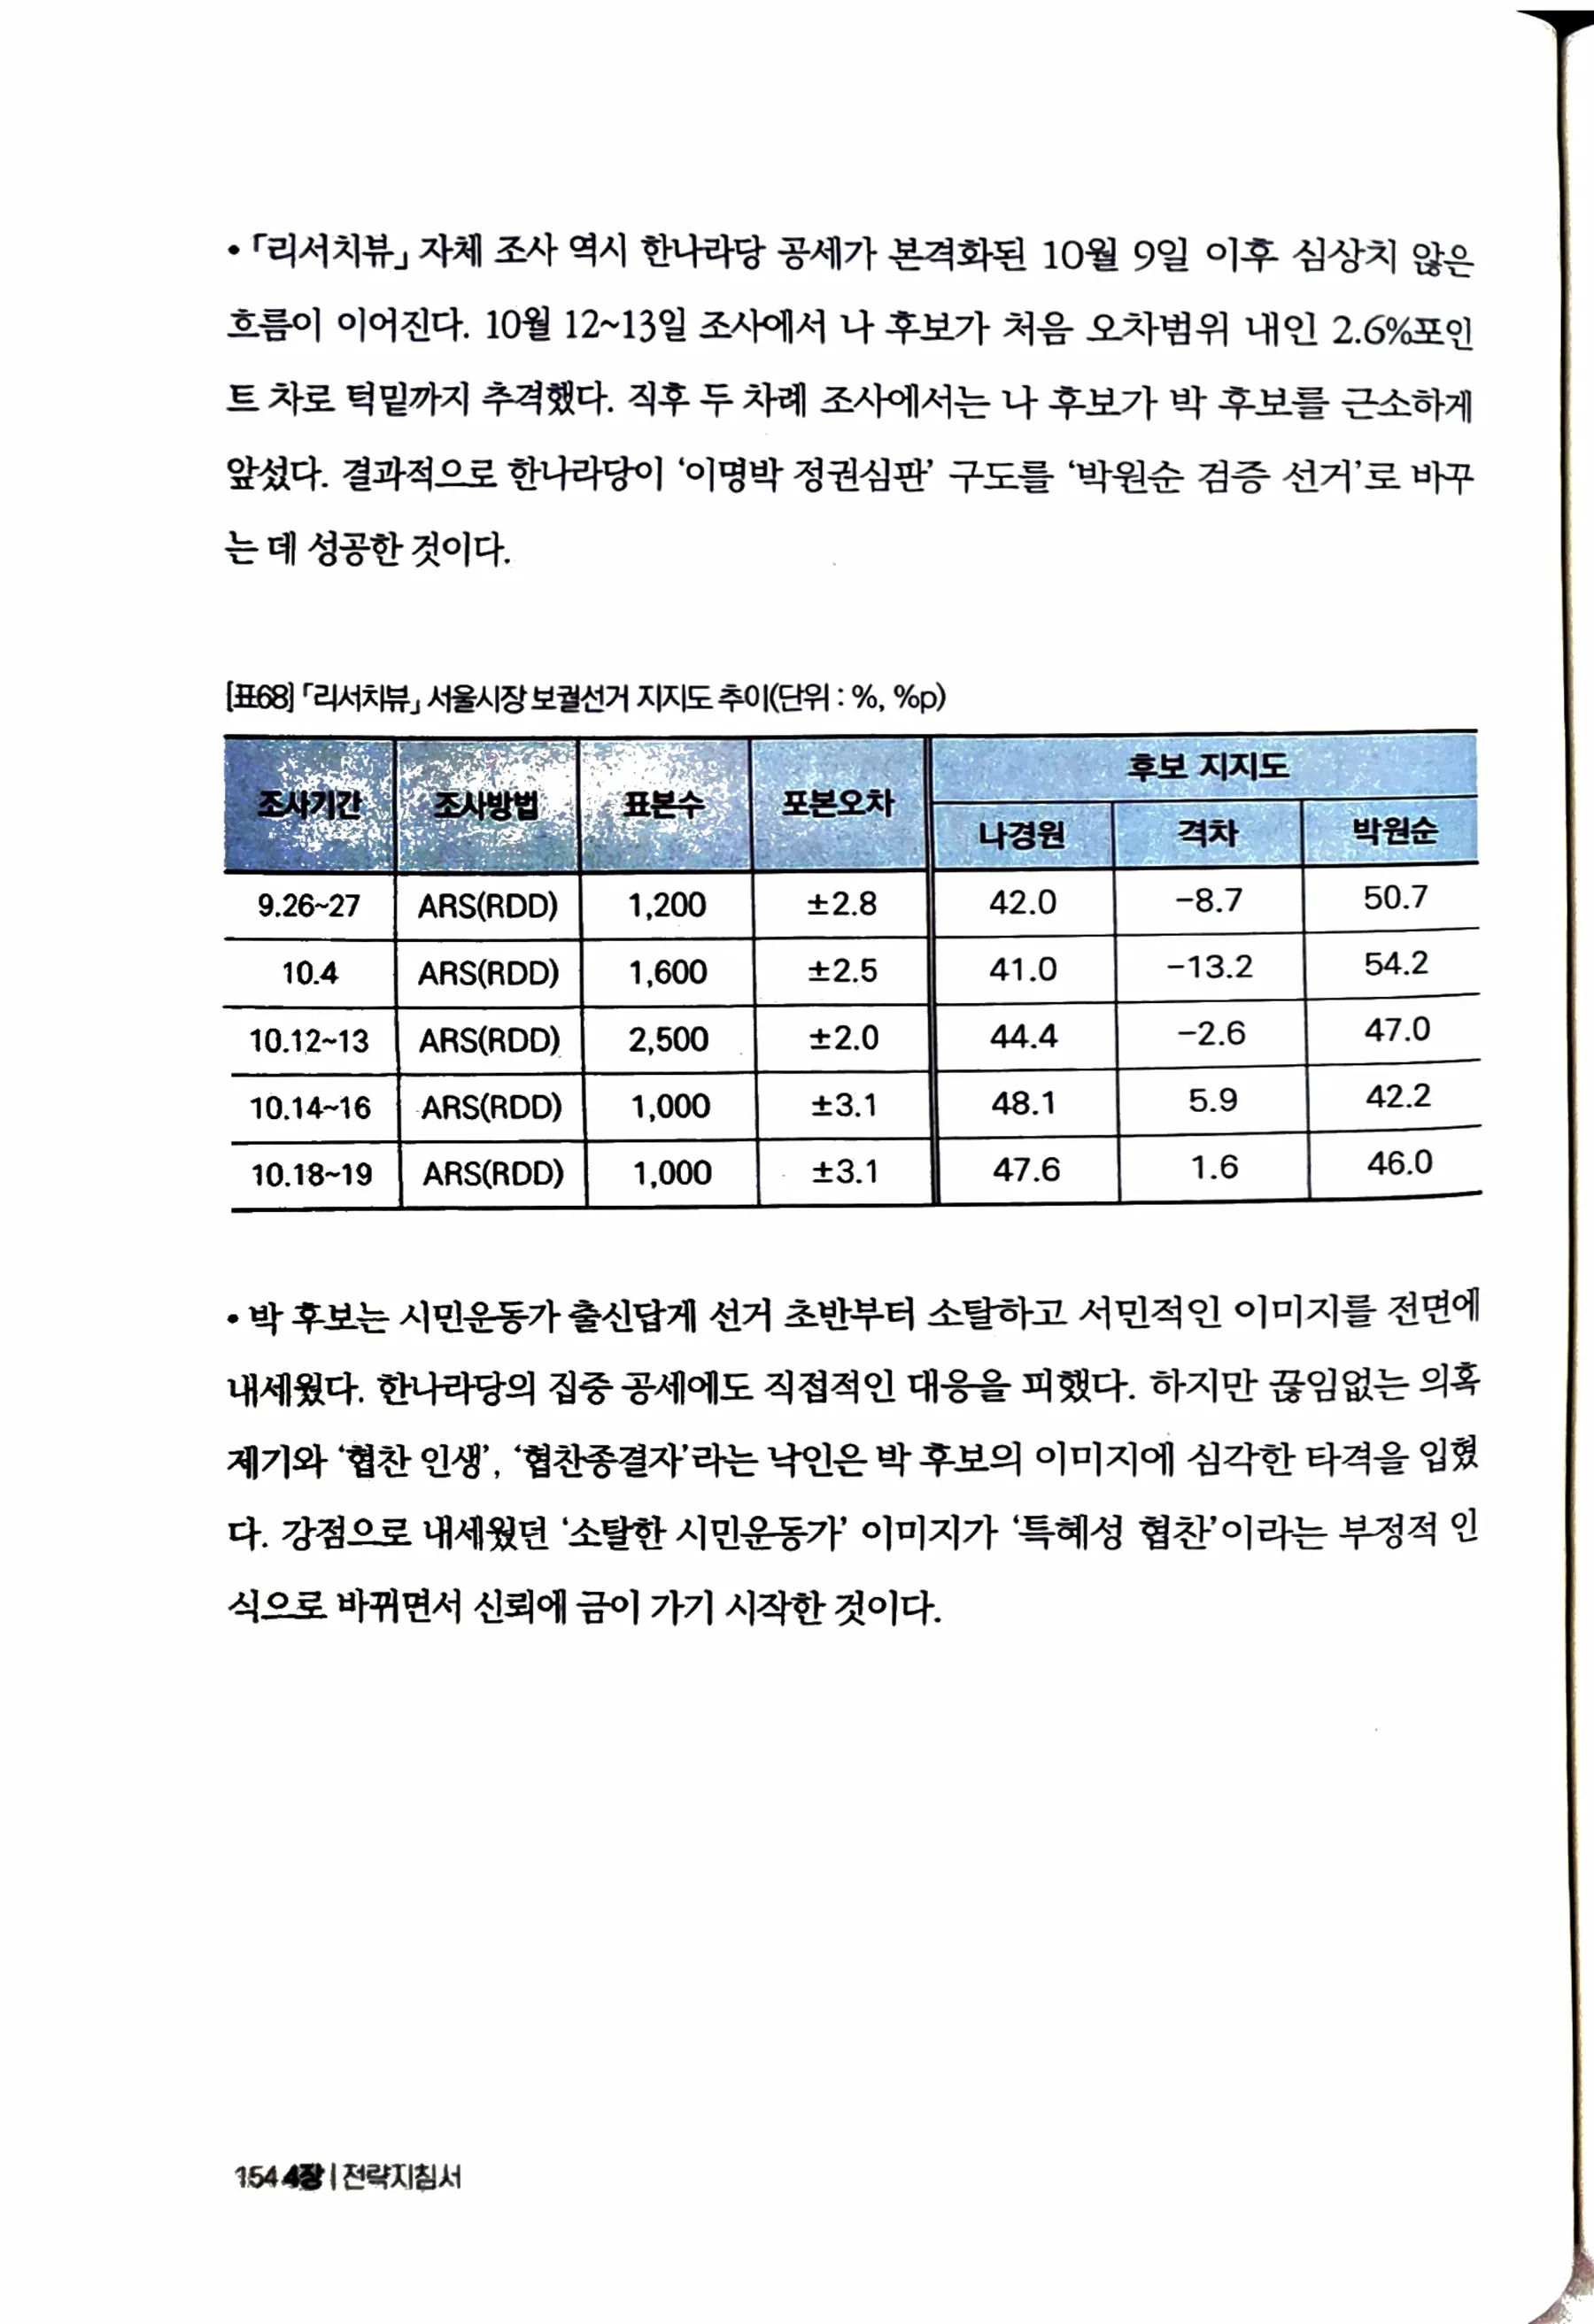 • 「리서치뷰」 자체 조사 역시 한나라당 공세가 본격화된 10월 9일 이후 심상치 않은
흐름이 이어진다. 10월 12~13일 조사에서 나 후보가 처음 오차범위 내인 2.6%포인
트 차로 턱밑까지 추격했다. 직후 두 차례 조사에서는 나 후보가 박 후보를 근소하게
앞섰다. 결과적으로 한나라당이 ‘이명박 정권심판’ 구도를 ‘박원순 검증 선거’로 바꾸
는 데 성공한 것이다.
[표68] 「리서치뷰」 서울시장 보궐선거 지지도 추이(단위 : %, %p)
조사기간 조사방법 표본수 포본오차 후보 지지도
나경원 격차 박원순
9.26~27 ARS(RDD) 1,200 ±2.8 42.0 -8.7 50.7
10.4 ARS(RDD) 1,600 ±2.5 41.0 -13.2 54.2
10.12~13 ARS(RDD) 2,500 ±2.0 44.4 -2.6 47.0
10.14~16 ARS(RDD) 1,000 ±3.1 48.1 5.9 42.2
10.18~19 ARS(RDD) 1,000 ±3.1 47.6 1.6 46.0
• 박 후보는 시민운동가 출신답게 선거 초반부터 소탈하고 서민적인 이미지를 전면에
내세웠다. 한나라당의 집중 공세에도 직접적인 대응을 피했다. 하지만 끊임없는 의혹
제기와 ‘협찬 인생’, ‘협찬종결자’라는 낙인은 박 후보의 이미지에 심각한 타격을 입혔
다. 강점으로 내세웠던 ‘소탈한 시민운동가’ 이미지가 ‘특혜성 협찬’이라는 부정적 인
식으로 바뀌면서 신뢰에 금이 가기 시작한 것이다.
154 4장 | 전략지침서